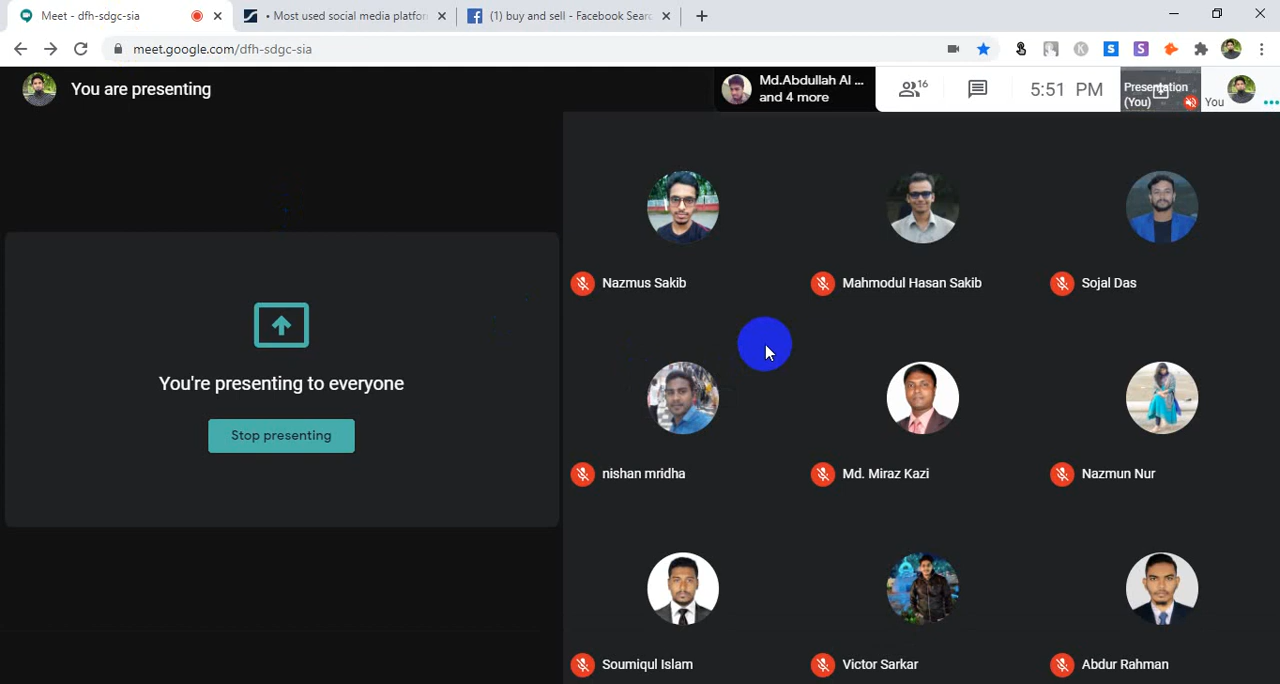 Meet - dfh-sdgc-sia
• Most used social media platfor
(1) buy and sell - Facebook Sear
meet.google.com/dfh-sdgc-sia
You are presenting
Md.Abdullah Al ...
and 4 more
16
5:51 PM
Presentation
(You)
You
You're presenting to everyone
Stop presenting
Nazmus Sakib
Mahmodul Hasan Sakib
Sojal Das
nishan mridha
Md. Miraz Kazi
Nazmun Nur
Soumiqul Islam
Victor Sarkar
Abdur Rahman